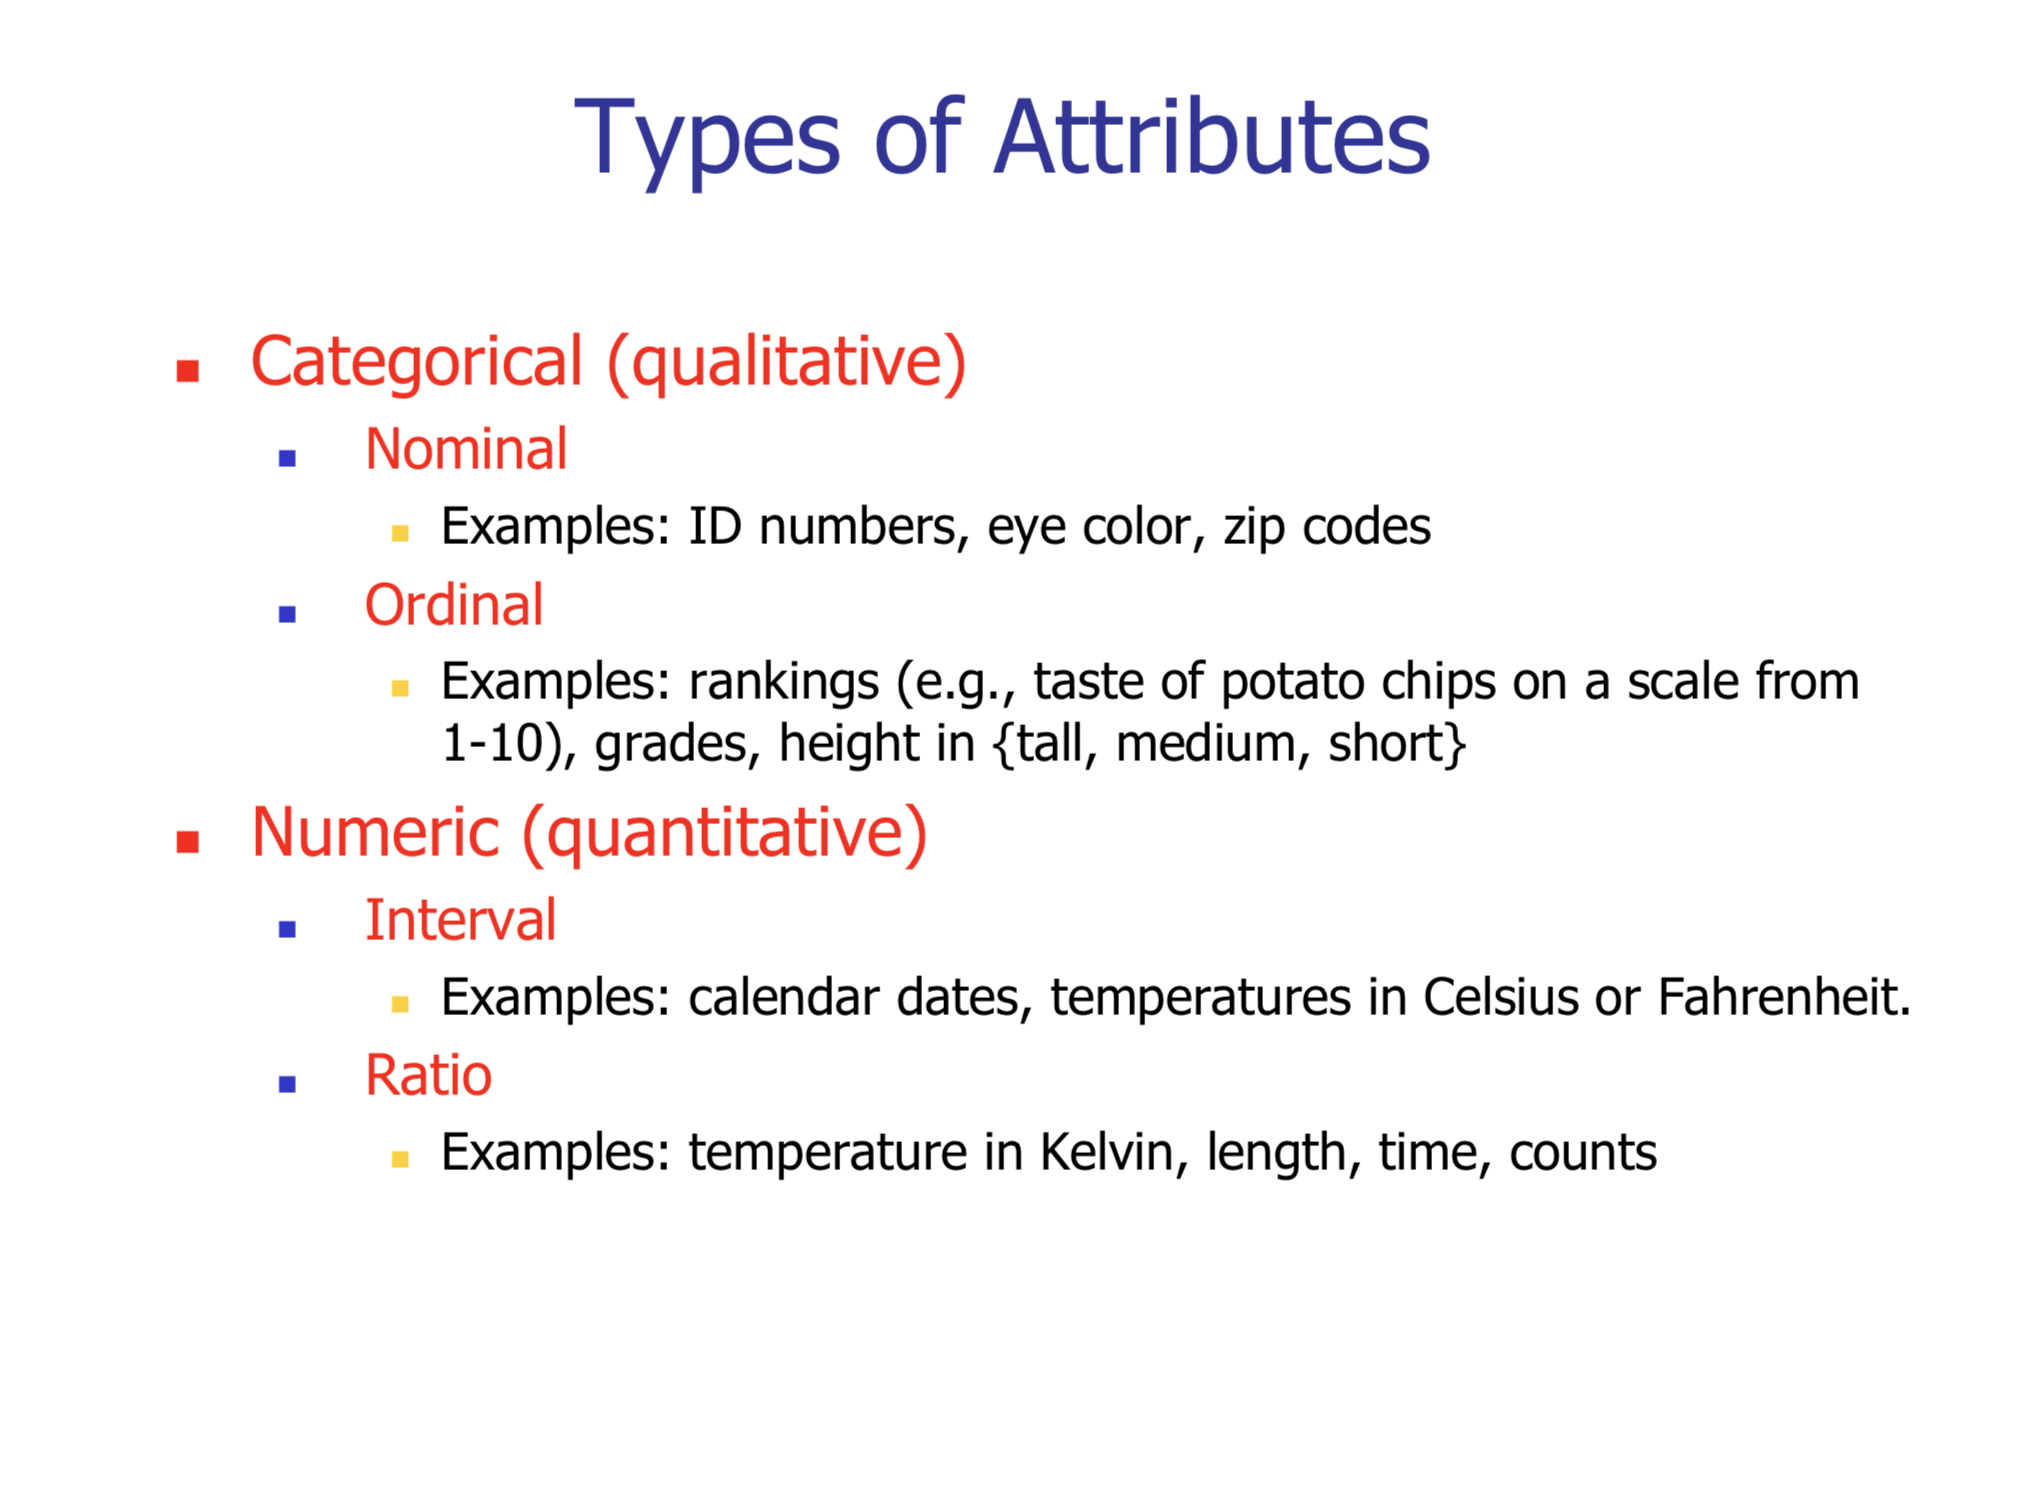 Types of Attributes
Categorical (qualitative)
Nominal
Examples: ID numbers, eye color, zip codes
Ordinal
Examples: rankings (e.g., taste of potato chips on a scale from
1-10), grades, height in {tall, medium, short}
Numeric (quantitative)
Interval
Examples: calendar dates, temperatures in Celsius or Fahrenheit.
Ratio
Examples: temperature in Kelvin, length, time, counts